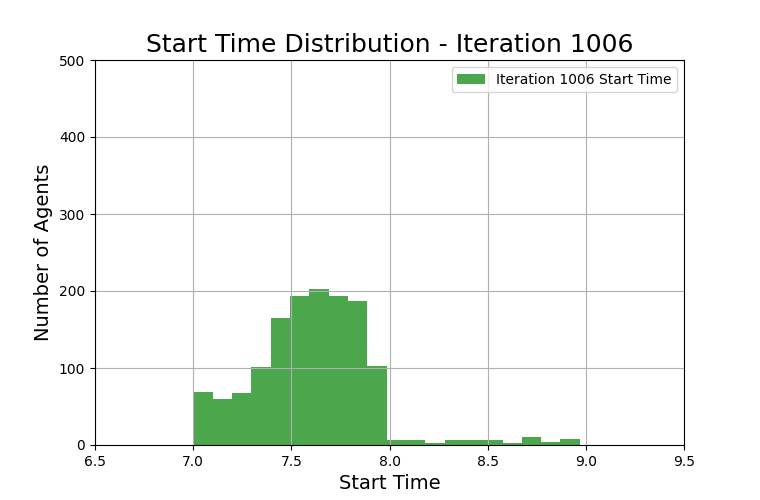 Start Time Distribution - Iteration 1006
Iteration 1006 Start Time
Number of Agents
500
400
300
200
100
0
6.5 7.0 7.5 8.0 8.5 9.0 9.5
Start Time